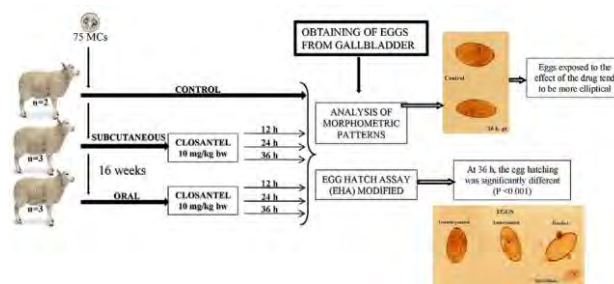 75 MCs
n=2
CONTROL
n=3
SUBCUTANEOUS
CLOSANTEL
10 mg/kg bw
12 h
24 h
36 h
16 weeks
n=3
ORAL
CLOSANTEL
10 mg/kg bw
12 h
24 h
36 h
OBTAINING OF EGGS
FROM GALLBLADDER
ANALYSIS OF
MORPHOMETRIC
PATTERNS
EGG HATCH ASSAY
(EHA) MODIFIED
Control
Eggs exposed to the
effect of the drug tend
to be more elliptical
At 36 h, the egg hatching
was significantly different
(P <0.001)
EGGS